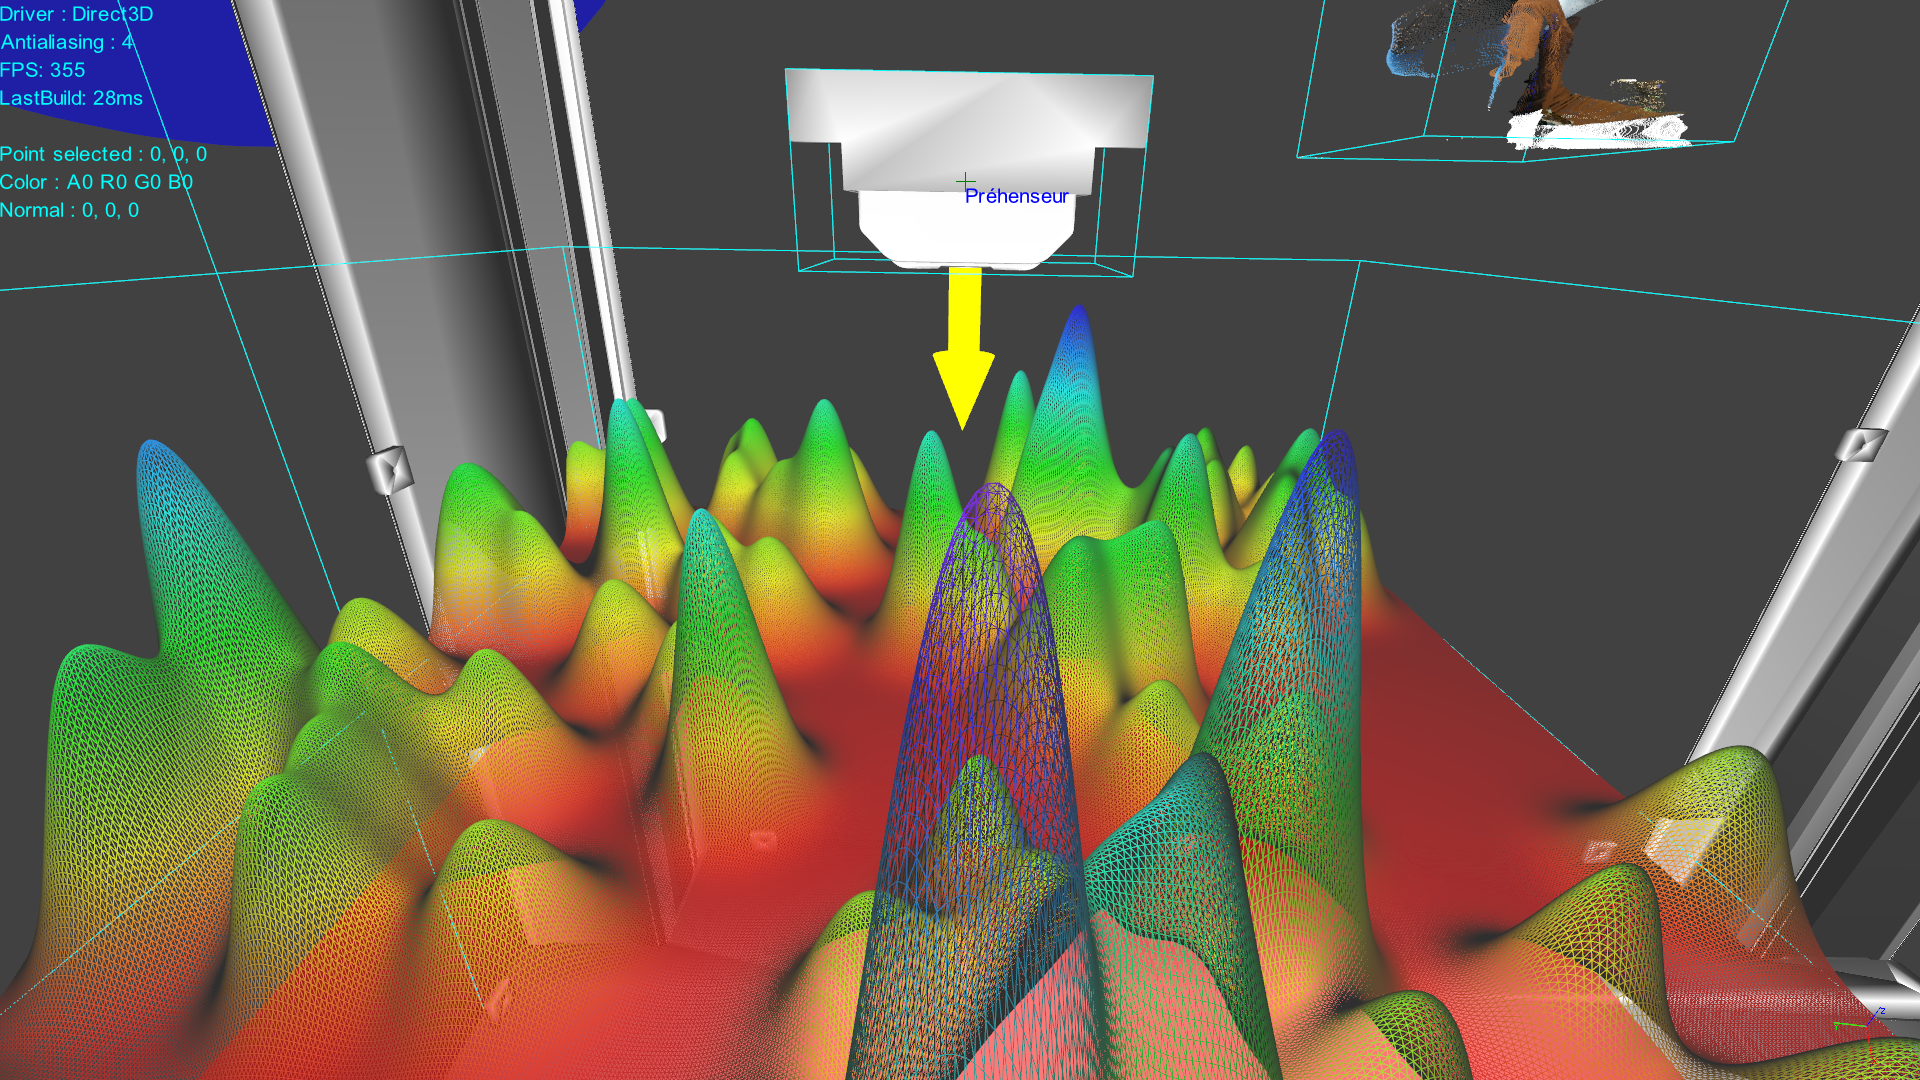 Driver : Direct3D
Antialiasing : 4
FPS: 355
LastBuild: 28ms
Point selected : 0, 0, 0
Color : A0 R0 G0 B0
Normal : 0, 0, 0
Préhenseur